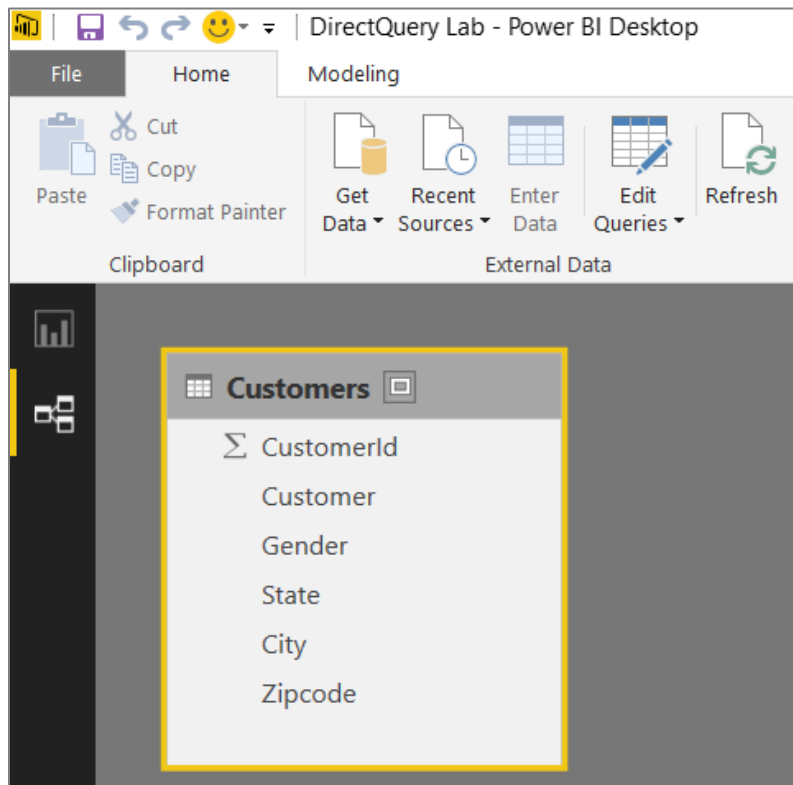 DirectQuery Lab - Power BI Desktop
File Home Modeling
Paste
Cut
Copy
Format Painter
Clipboard
Get Data
Recent Sources
Enter Data
Edit Queries
Refresh
External Data
Customers
∑ CustomerId
Customer
Gender
State
City
Zipcode